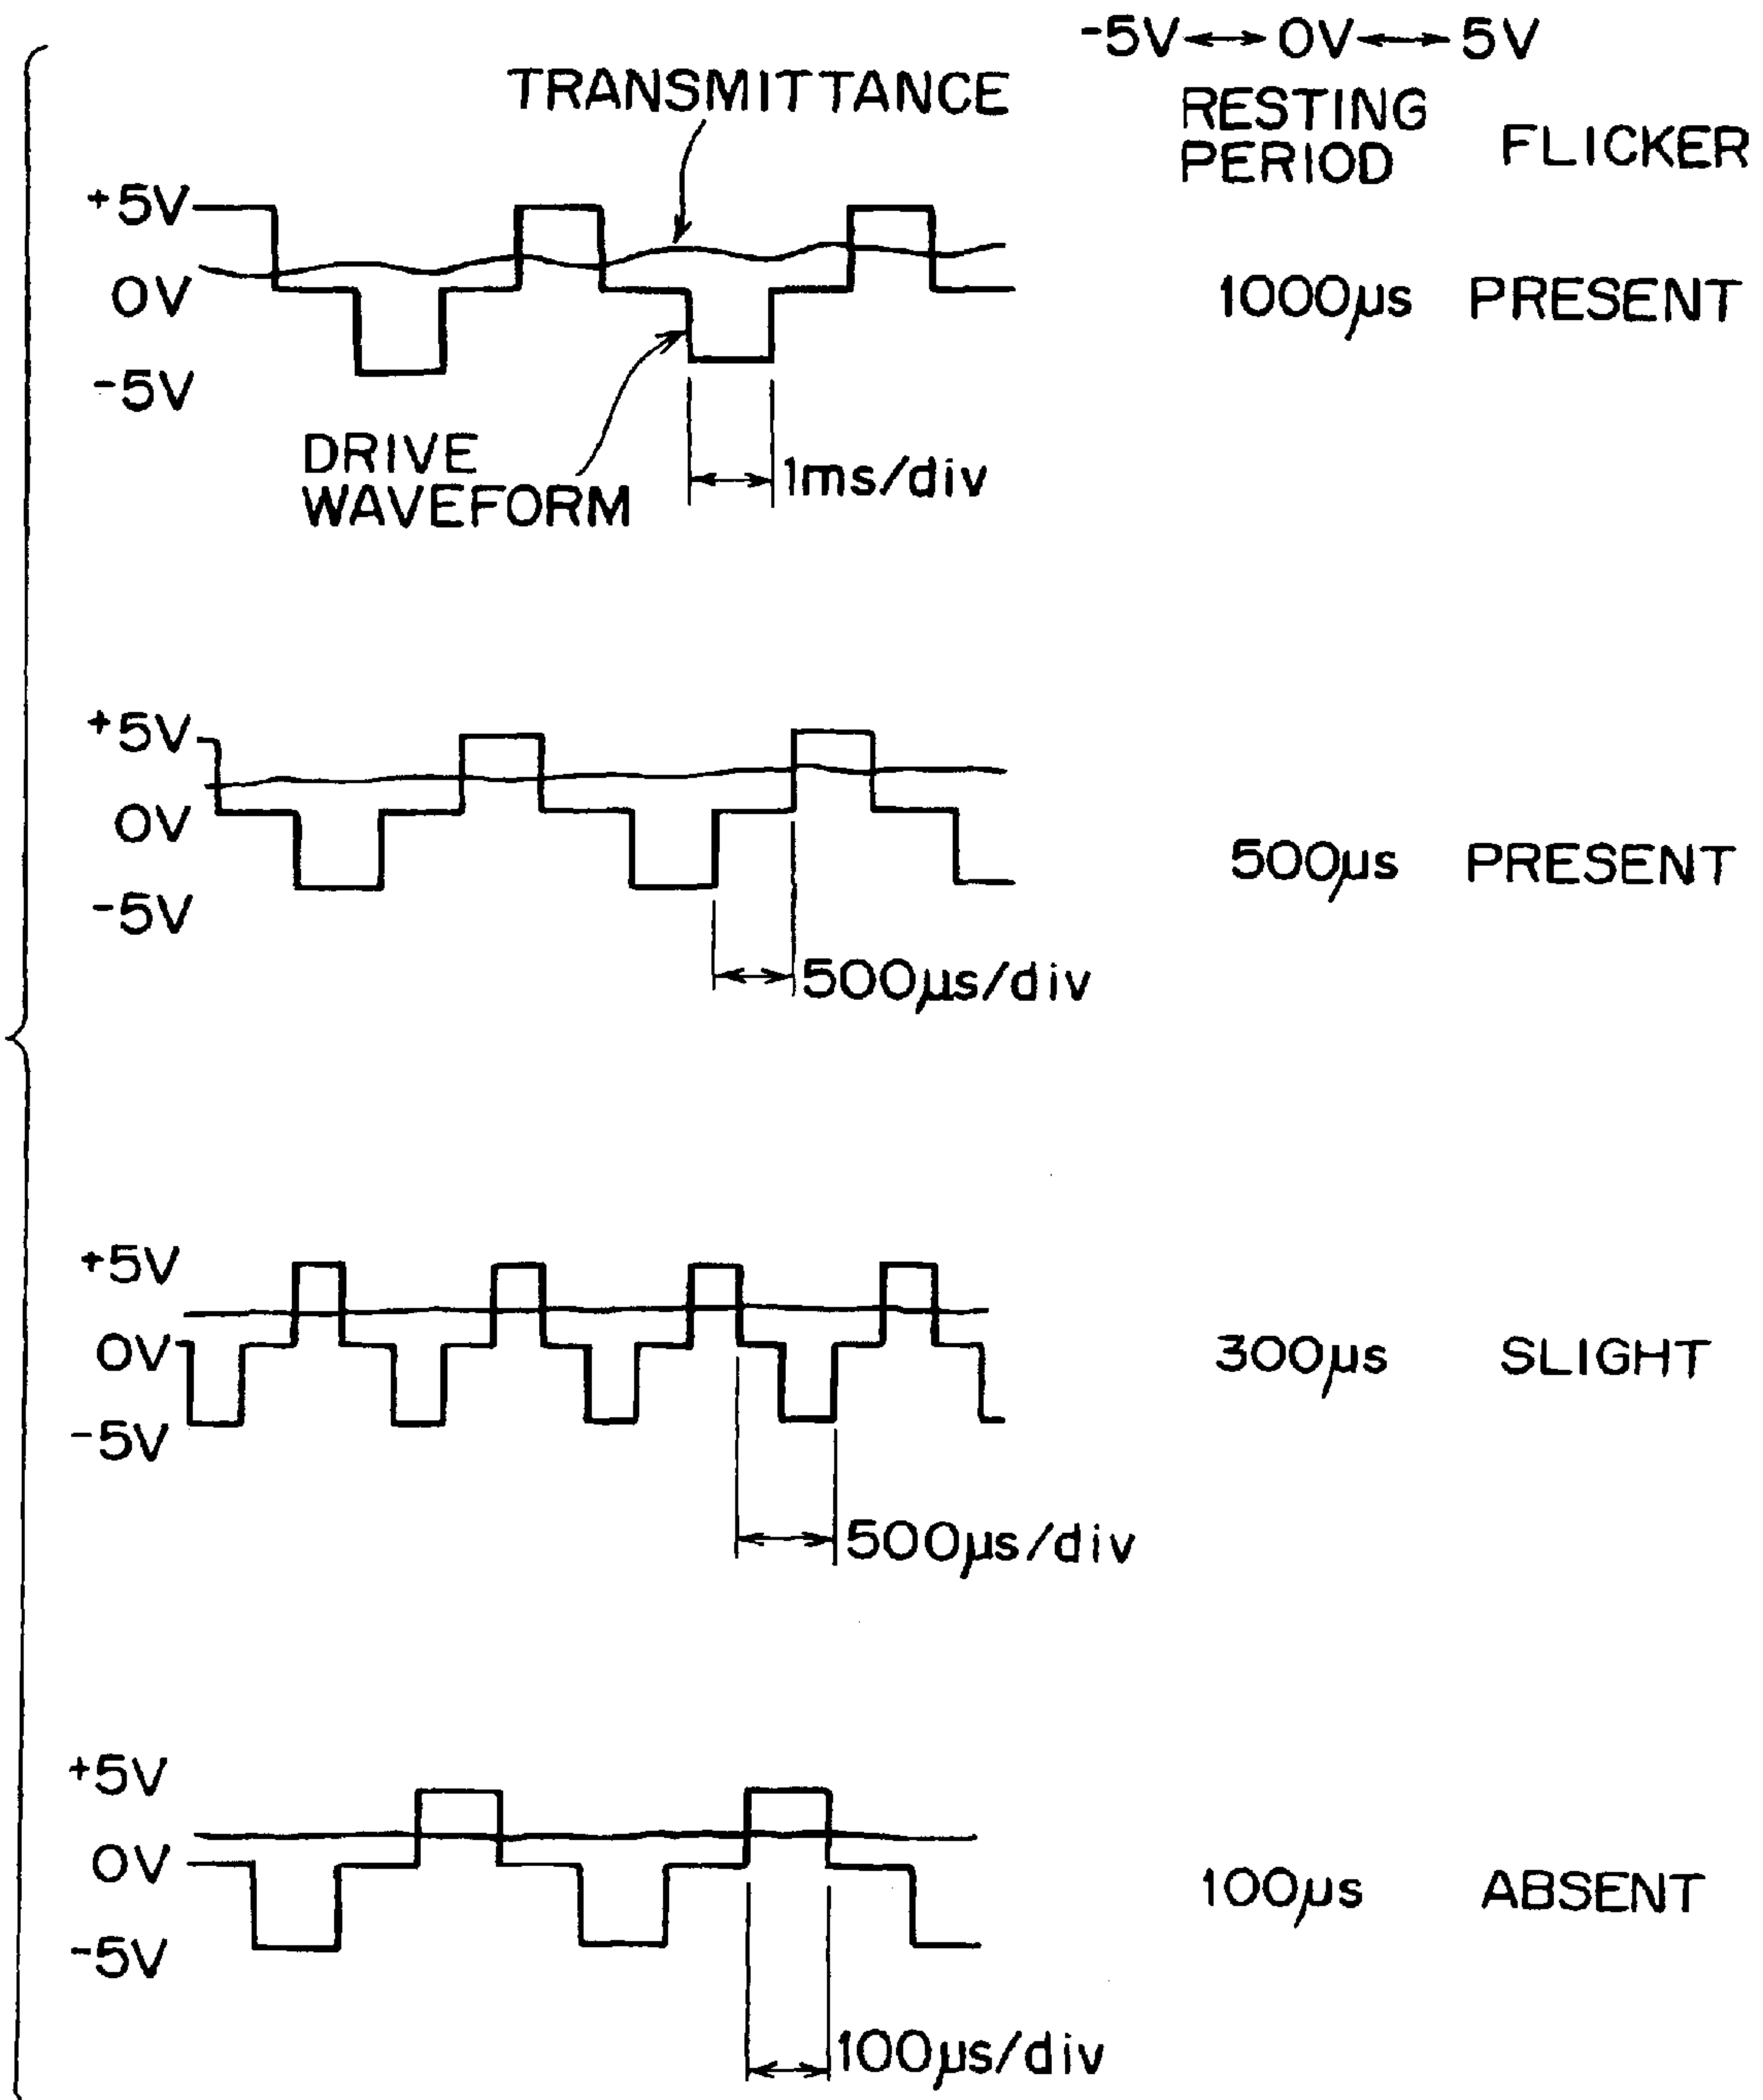 -5V↔0V↔5V
TRANSMITTANCE
RESTING
PERIOD
FLICKER
+5V
0V
-5V
1000µs PRESENT
DRIVE
WAVEFORM
1ms/div
+5V
0V
-5V
500µs PRESENT
500µs/div
+5V
0V
-5V
300µs SLIGHT
500µs/div
+5V
0V
-5V
100µs ABSENT
100µs/div